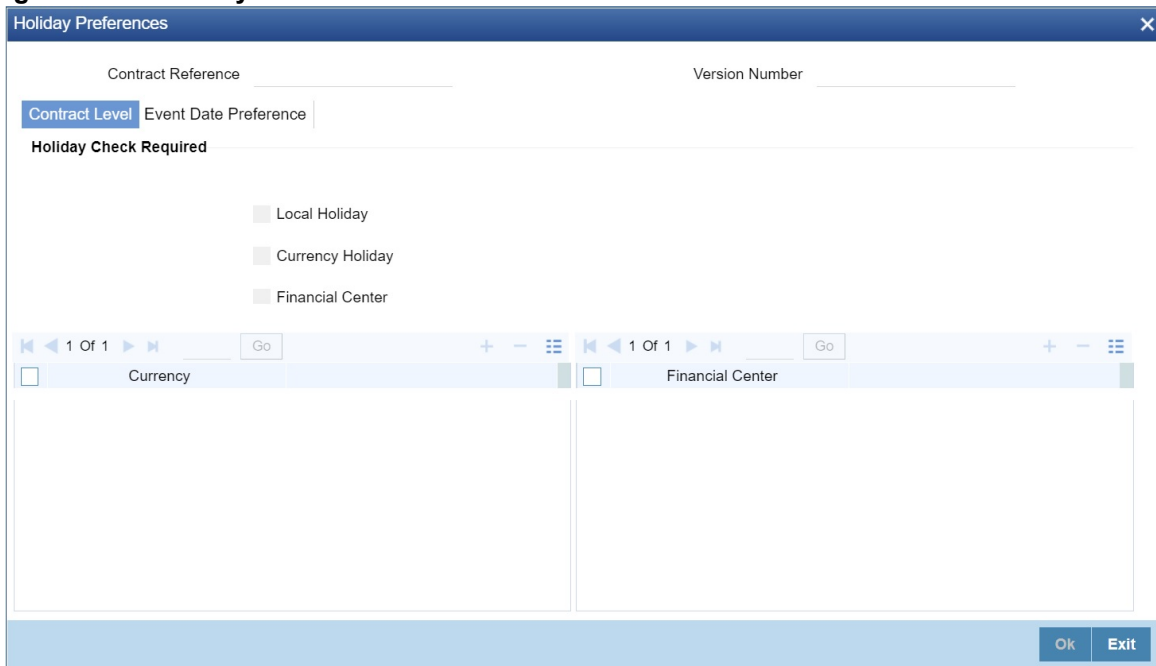 Holiday Preferences
Contract Reference
Version Number
Contract Level Event Date Preference
Holiday Check Required
Local Holiday
Currency Holiday
Financial Center
1 Of 1 Go
1 Of 1 Go
Currency
Financial Center
Ok Exit